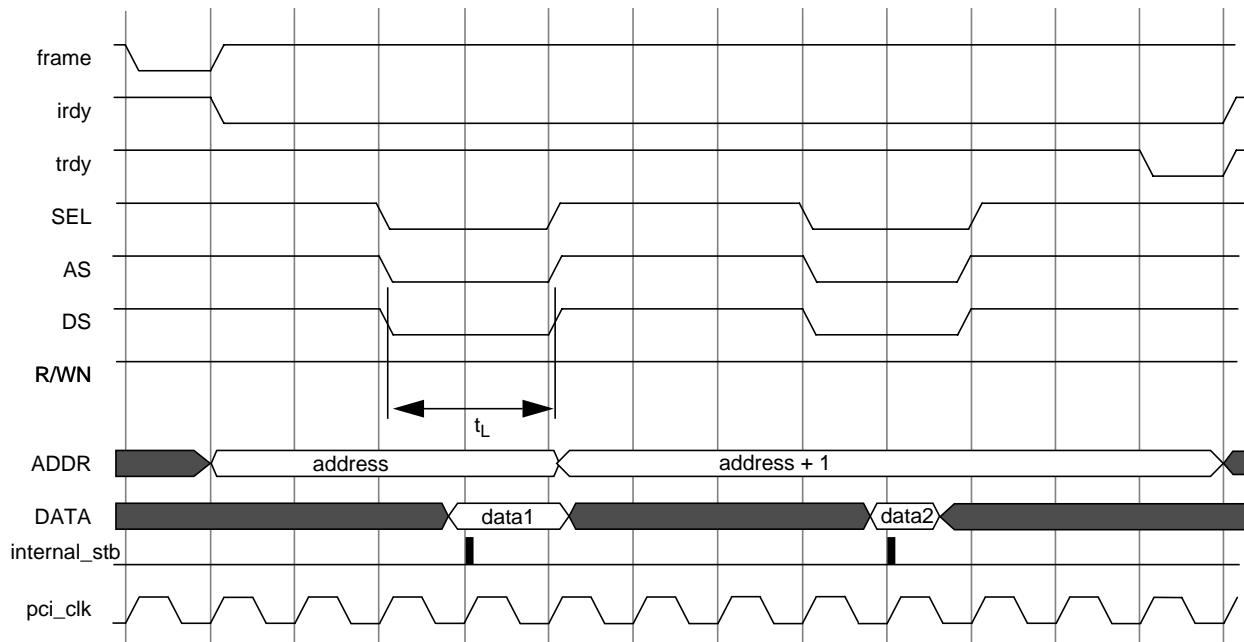 frame
irdy
trdy
SEL
AS
DS
R/WN
tL
ADDR address address + 1
DATA data1 data2
internal_stb
pci_clk